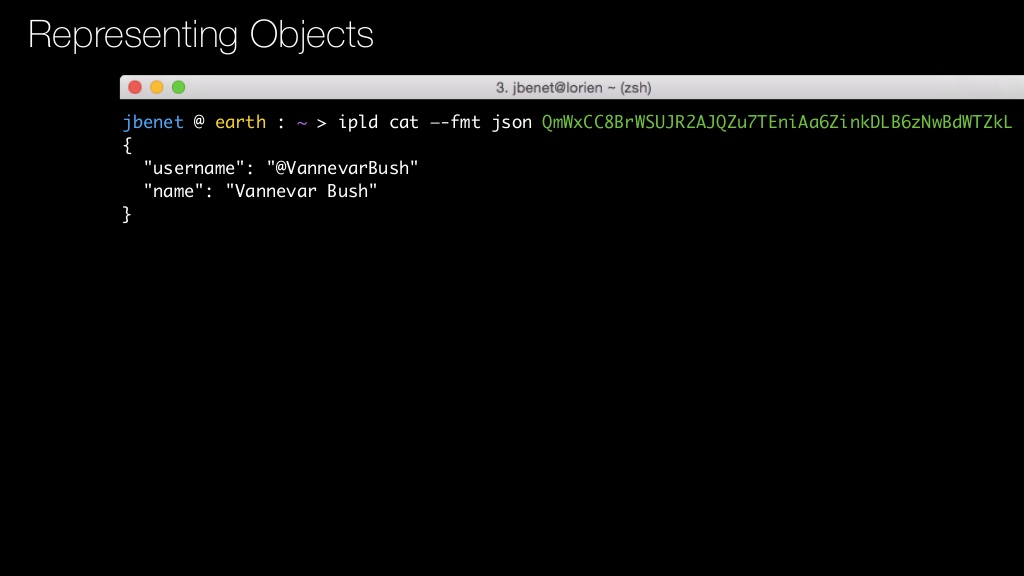 Representing Objects
3. jbenet@lorien ~ (zsh)
jbenet @ earth : ~ > ipld cat --fmt json QmWxCC8BrWSUJR2AJQZu7TEniAa6ZinkDLB6zNwBdWTZkL
{
"username": "@VannevarBush"
"name": "Vannevar Bush"
}